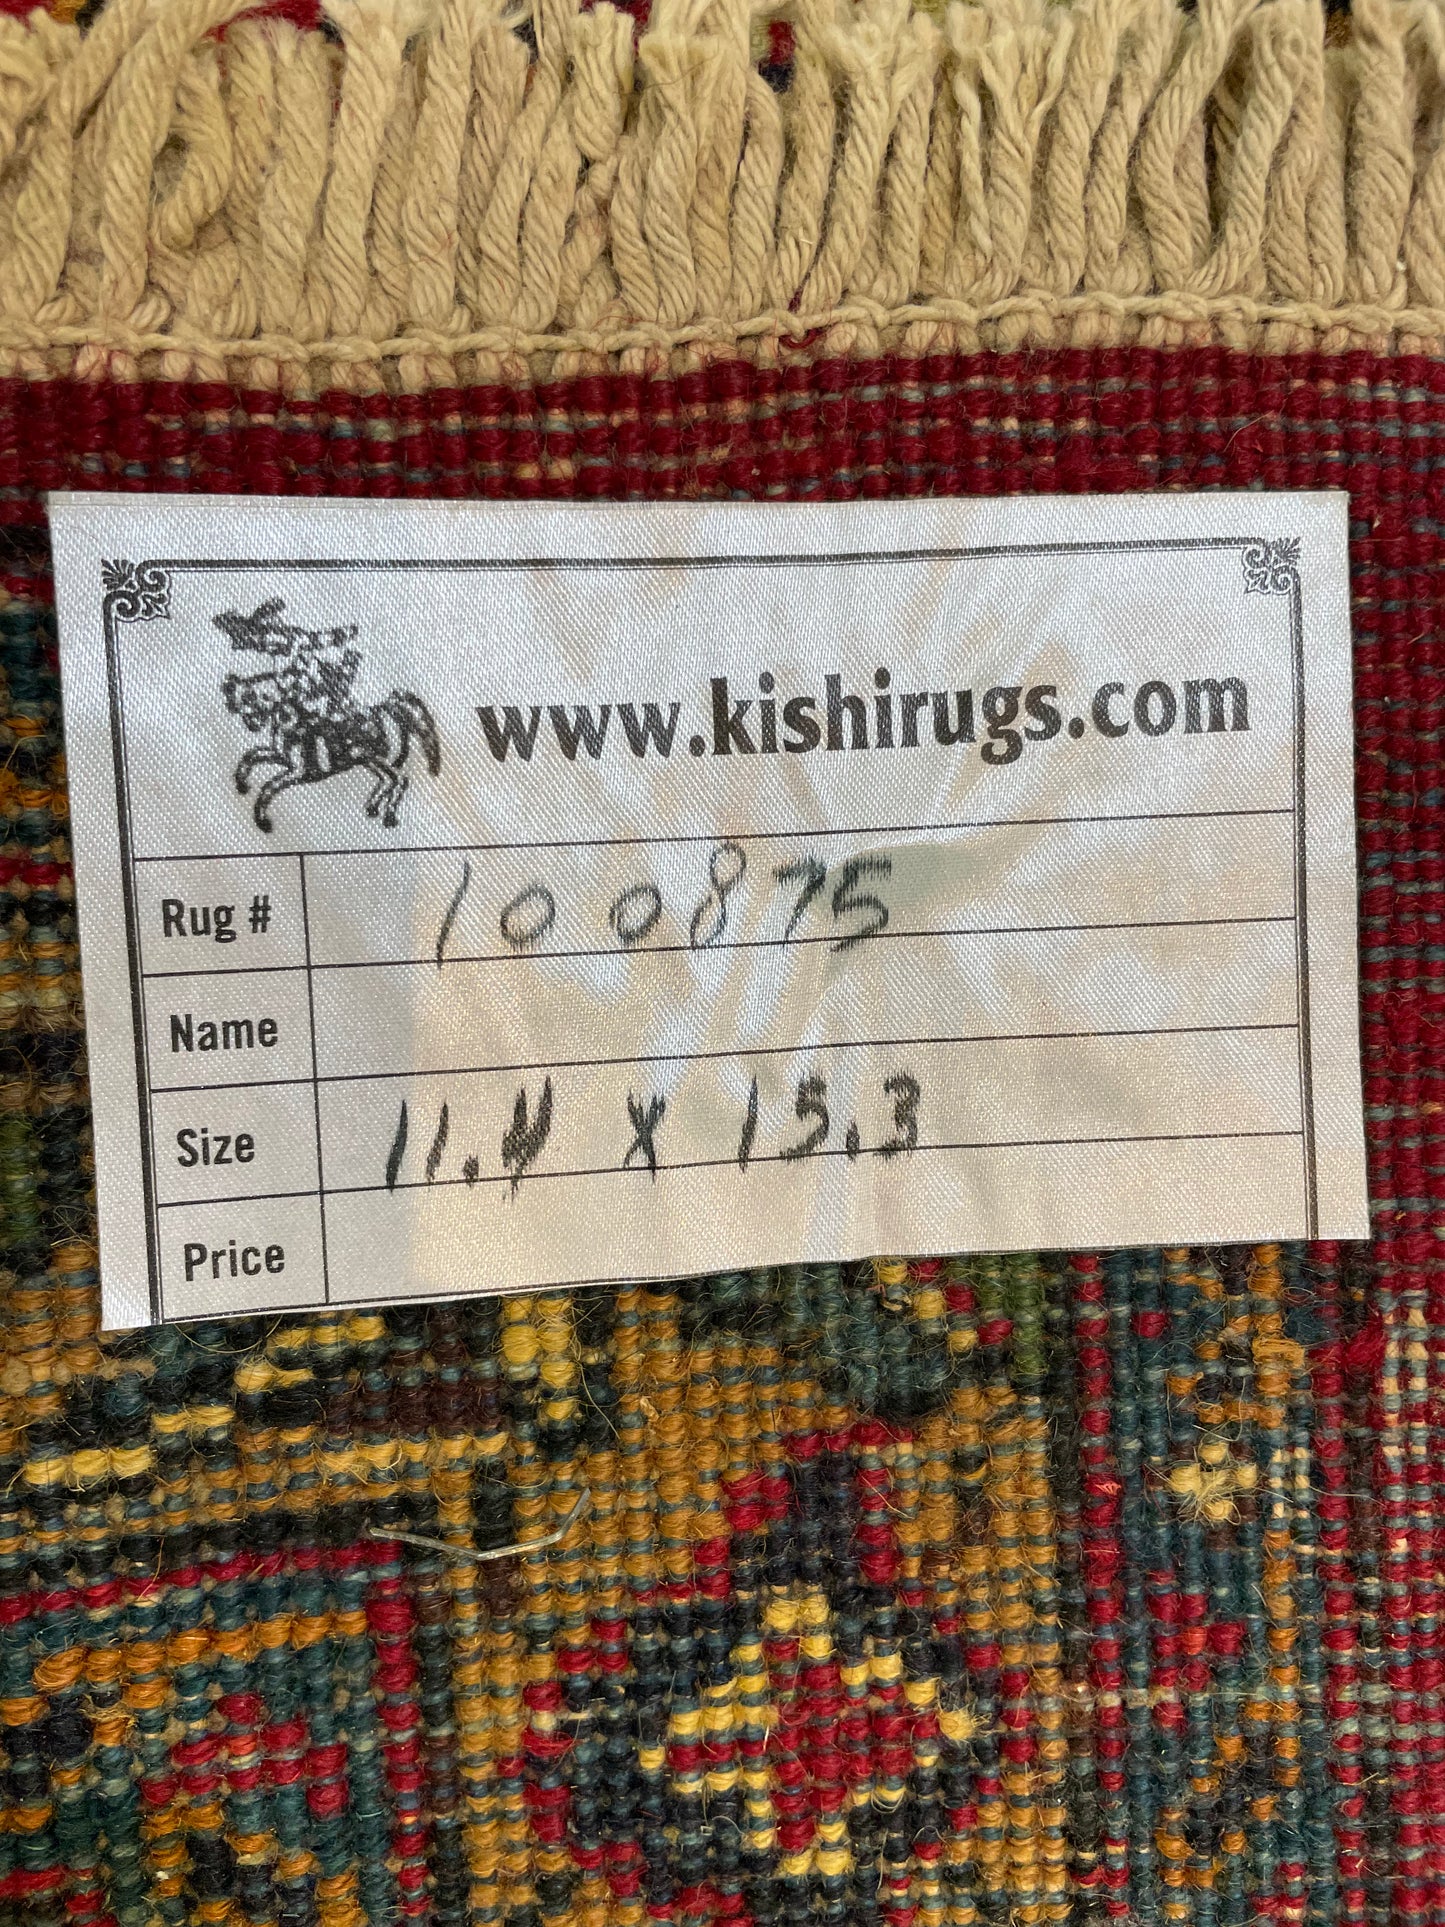 www.kishirugs.com
Rug # 100875
Name
Size 11.4 x 15.3
Price